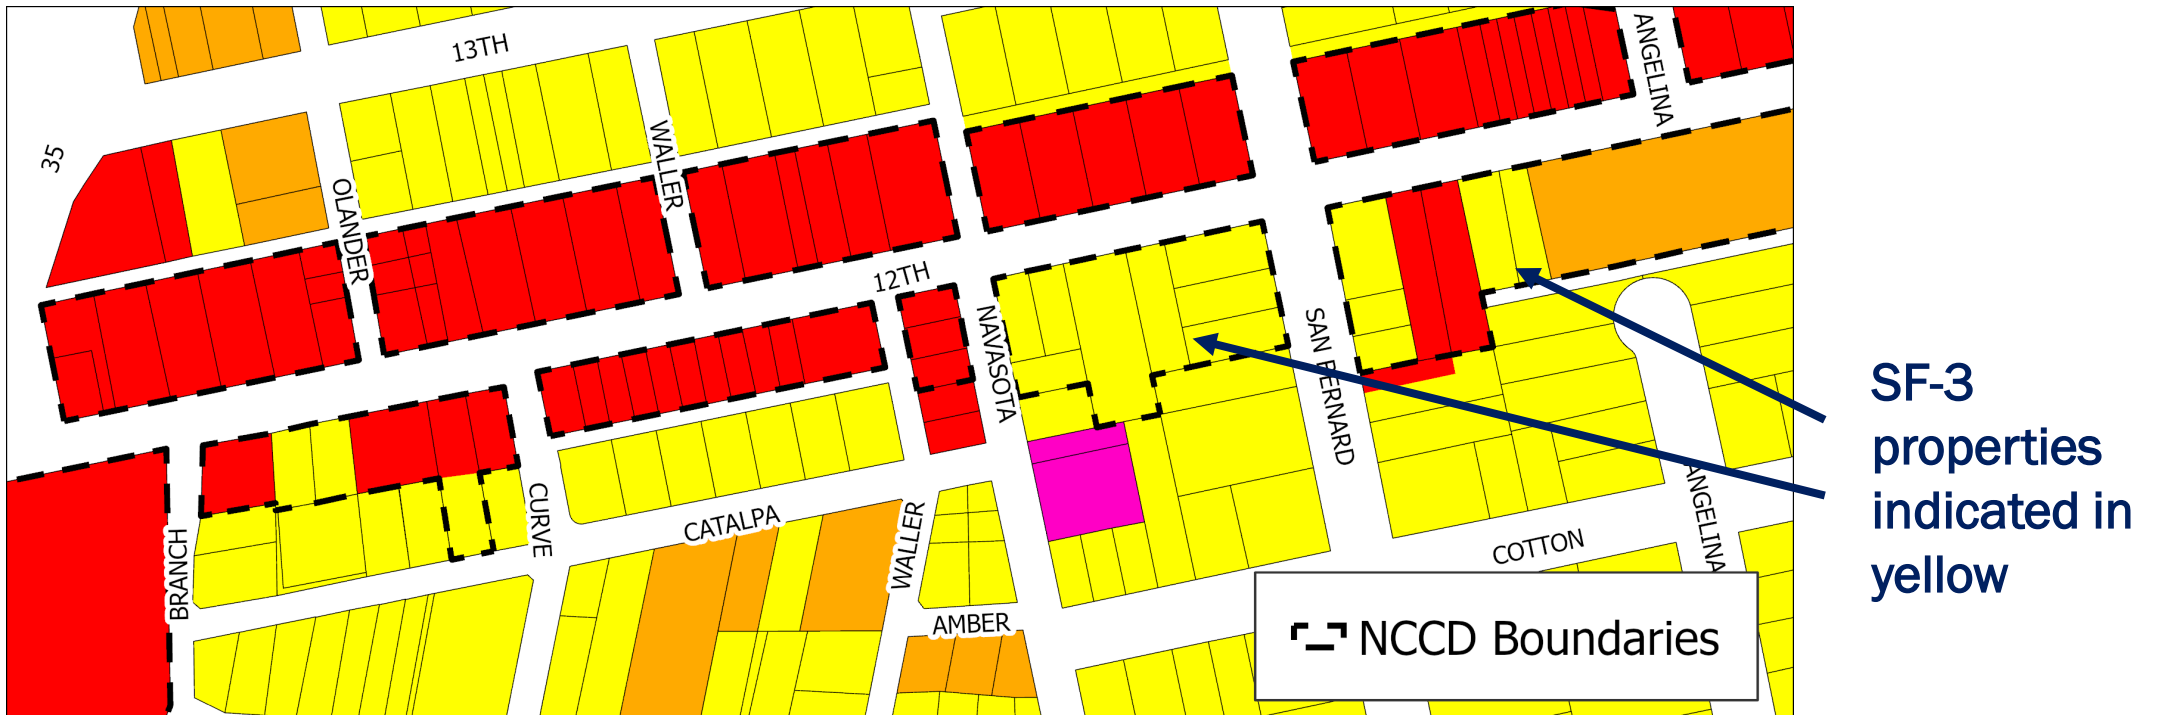 13TH
ANGELINA
35
WALLER
OLANDER
12TH
NAVASOTA
SAN BERNARD
SF-3
properties
indicated in
yellow
CURVE
CATALPA
WALLER
BRANCH
ANGELINA
COTTON
AMBER
NCCD Boundaries